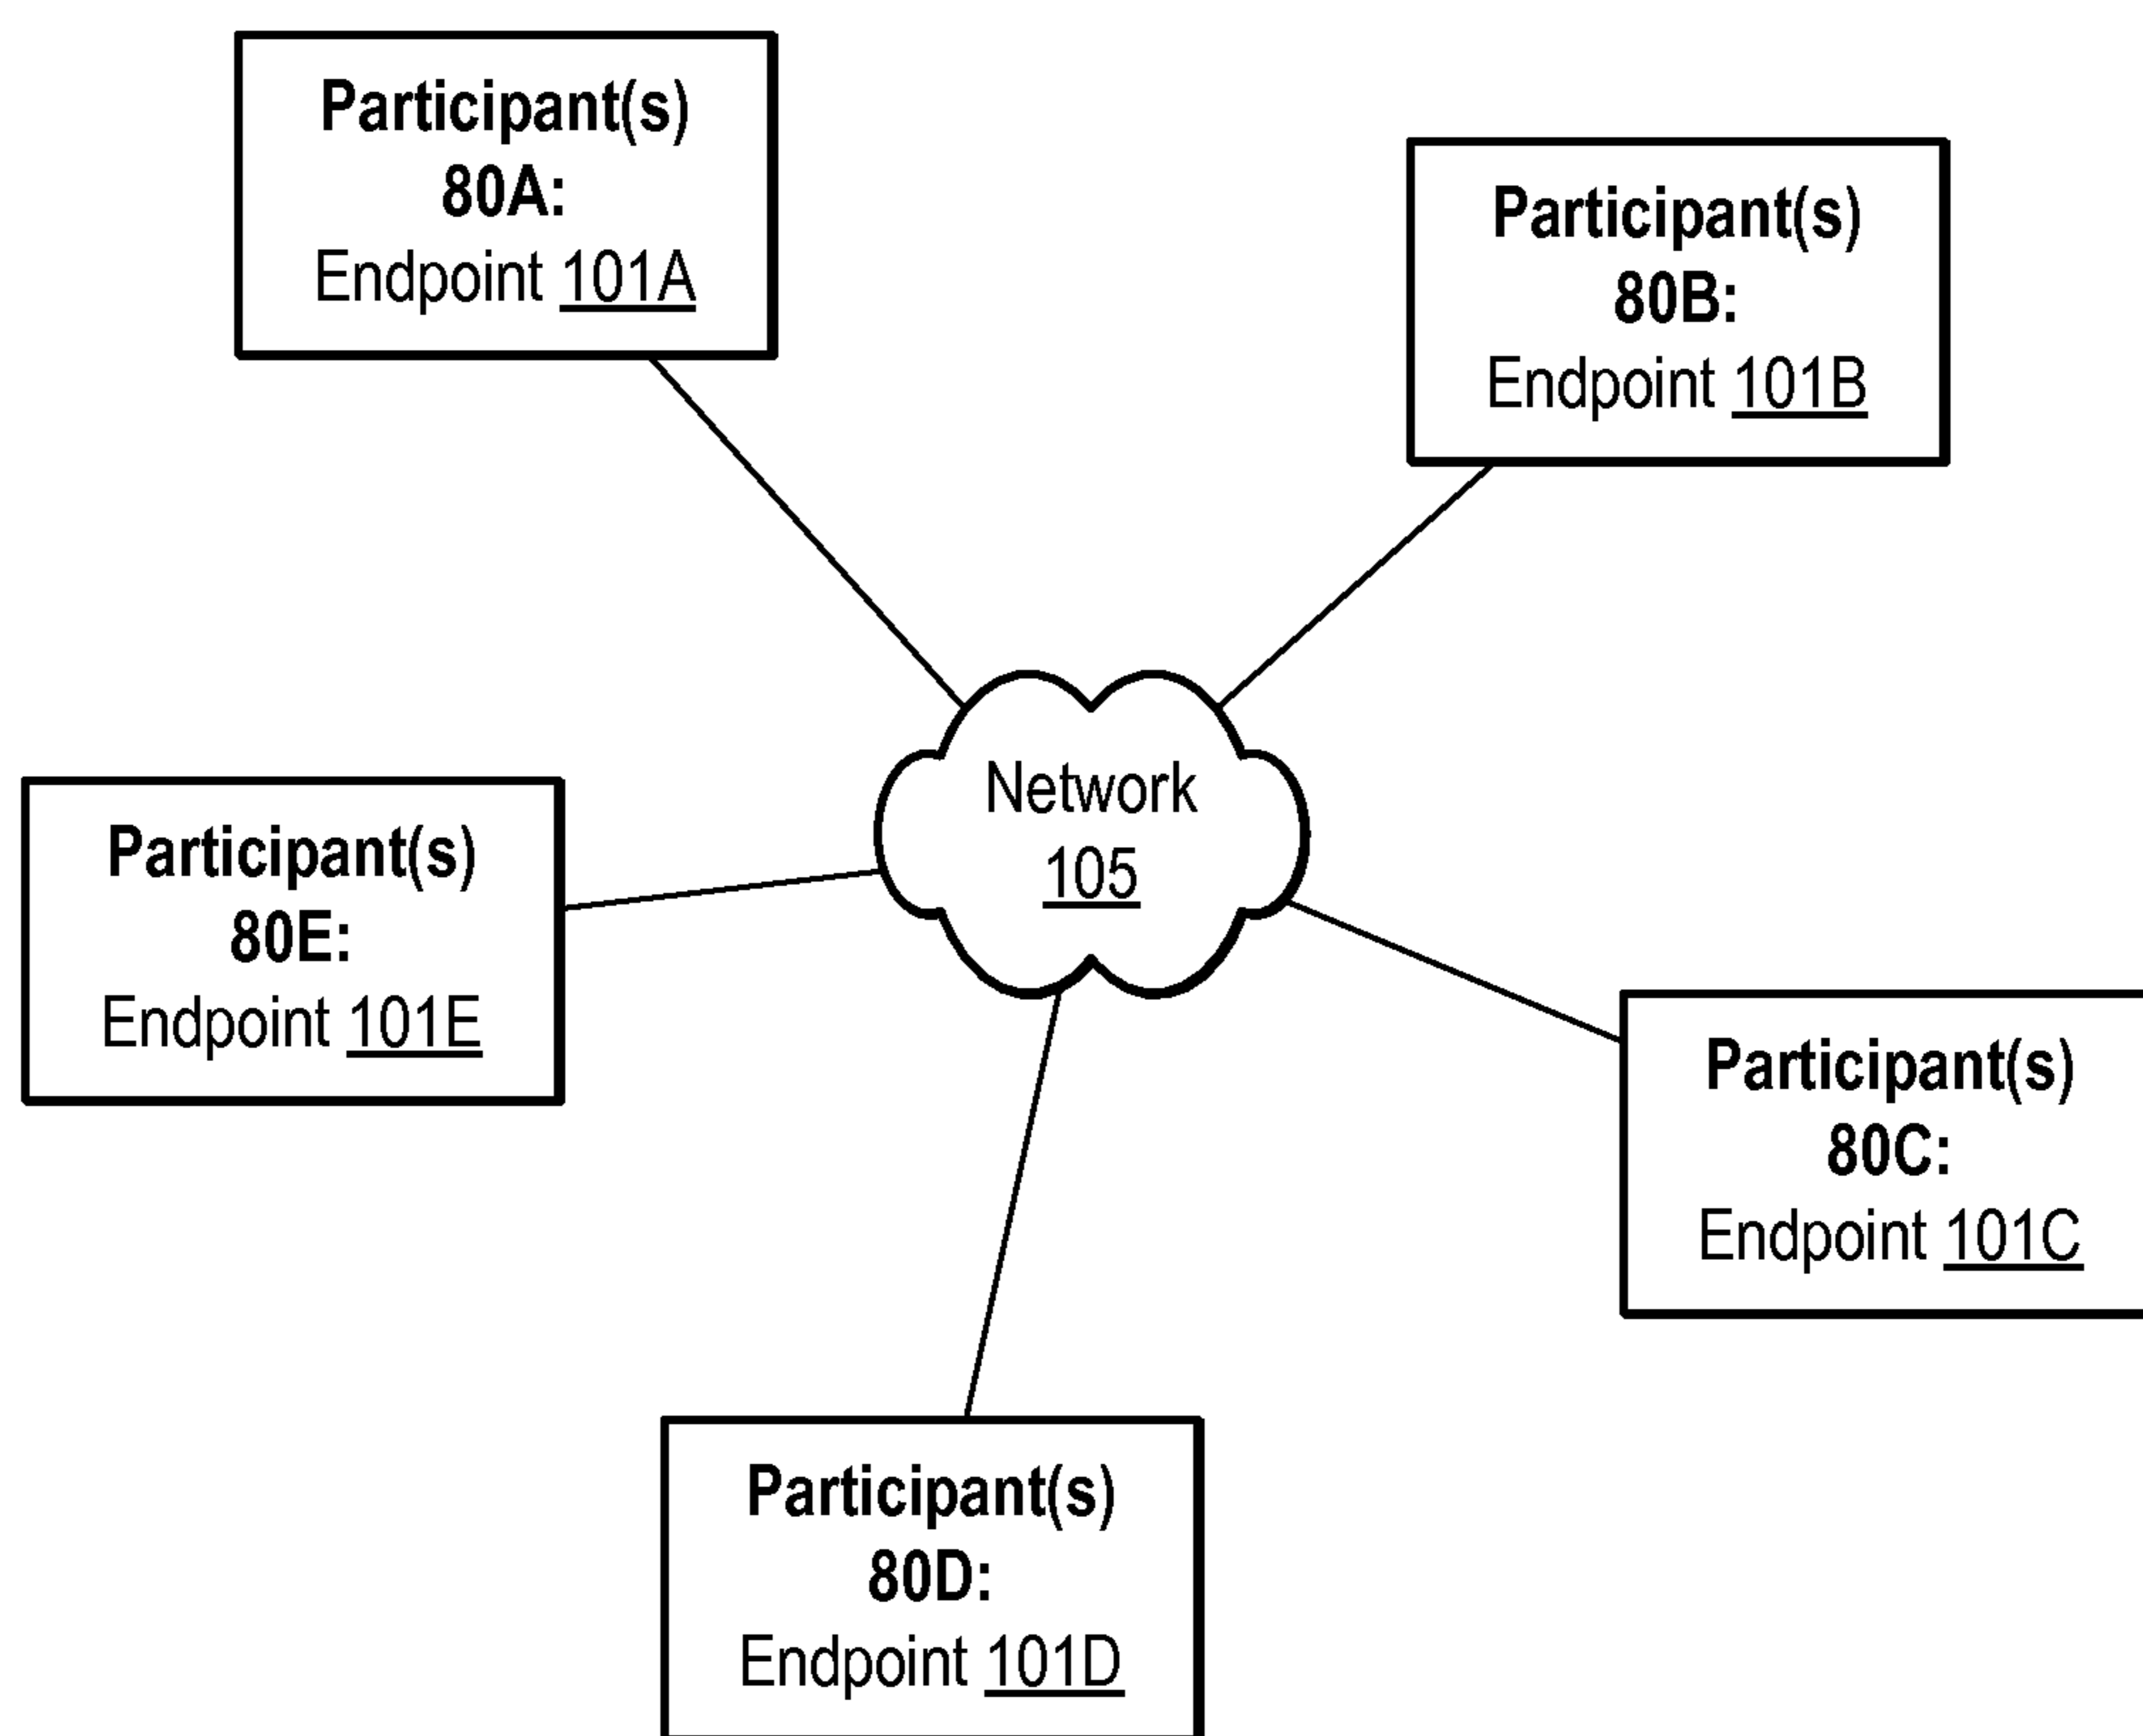 Participant(s)
80A:
Endpoint 101A
Participant(s)
80B:
Endpoint 101B
Network
105
Participant(s)
80E:
Endpoint 101E
Participant(s)
80C:
Endpoint 101C
Participant(s)
80D:
Endpoint 101D